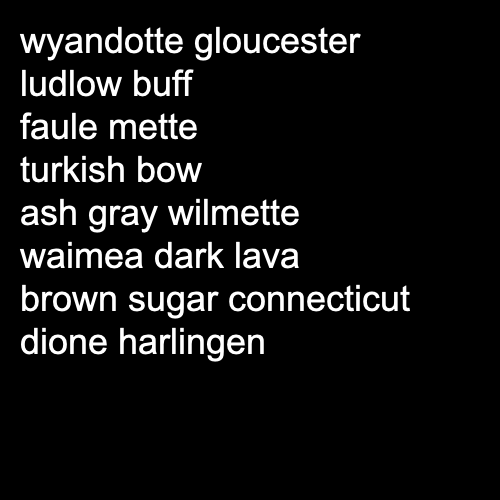 wyandotte gloucester
ludlow buff
faule mette
turkish bow
ash gray wilmette
waimea dark lava
brown sugar connecticut
dione harlingen